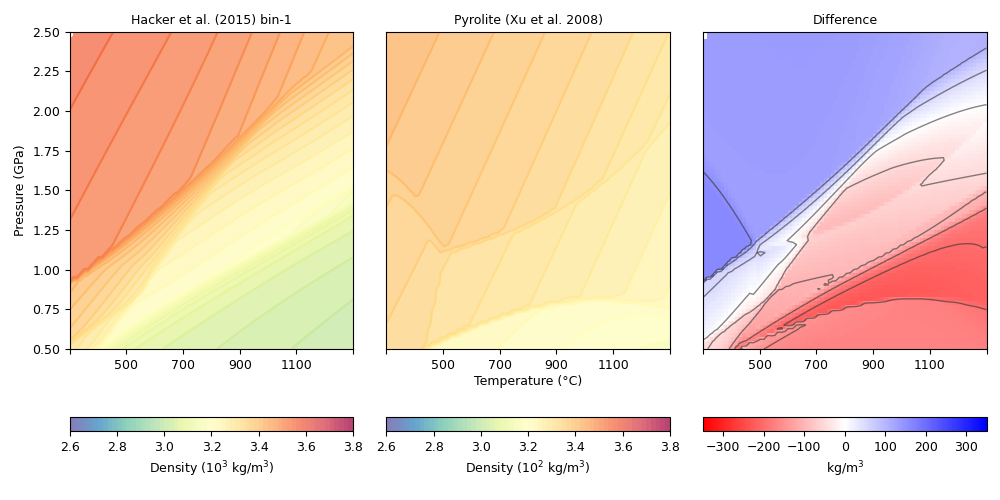 Hacker et al. (2015) bin-1
Pyrolite (Xu et al. 2008)
Difference
2.50
2.25
2.00
1.75
1.50
1.25
1.00
0.75
0.50
Pressure (GPa)
500 700 900 1100
500 700 900 1100
500 700 900 1100
Temperature (°C)
2.6 2.8 3.0 3.2 3.4 3.6 3.8
2.6 2.8 3.0 3.2 3.4 3.6 3.8
−300 −200 −100 0 100 200 300
Density (10³ kg/m³)
Density (10² kg/m³)
kg/m³